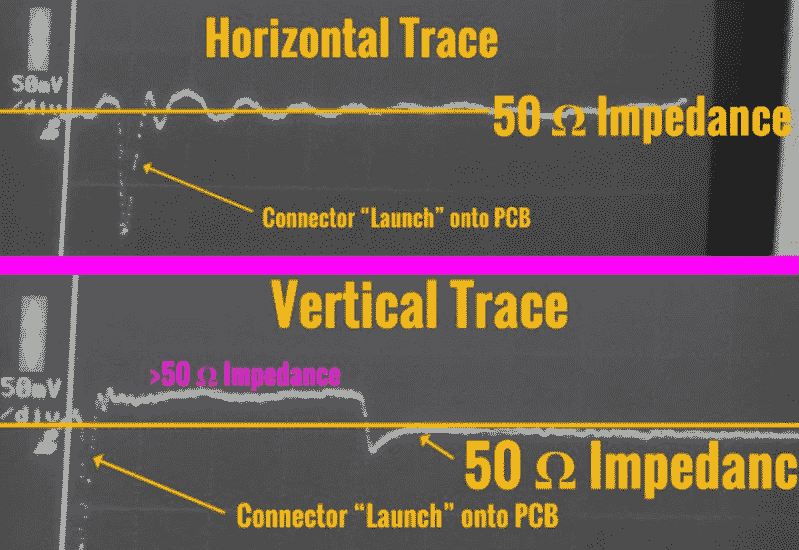 Horizontal Trace
50mV
/div
50 Ω Impedance
Connector “Launch” onto PCB
Vertical Trace
>50 Ω Impedance
50mV
/div
50 Ω Impedanc
Connector “Launch” onto PCB